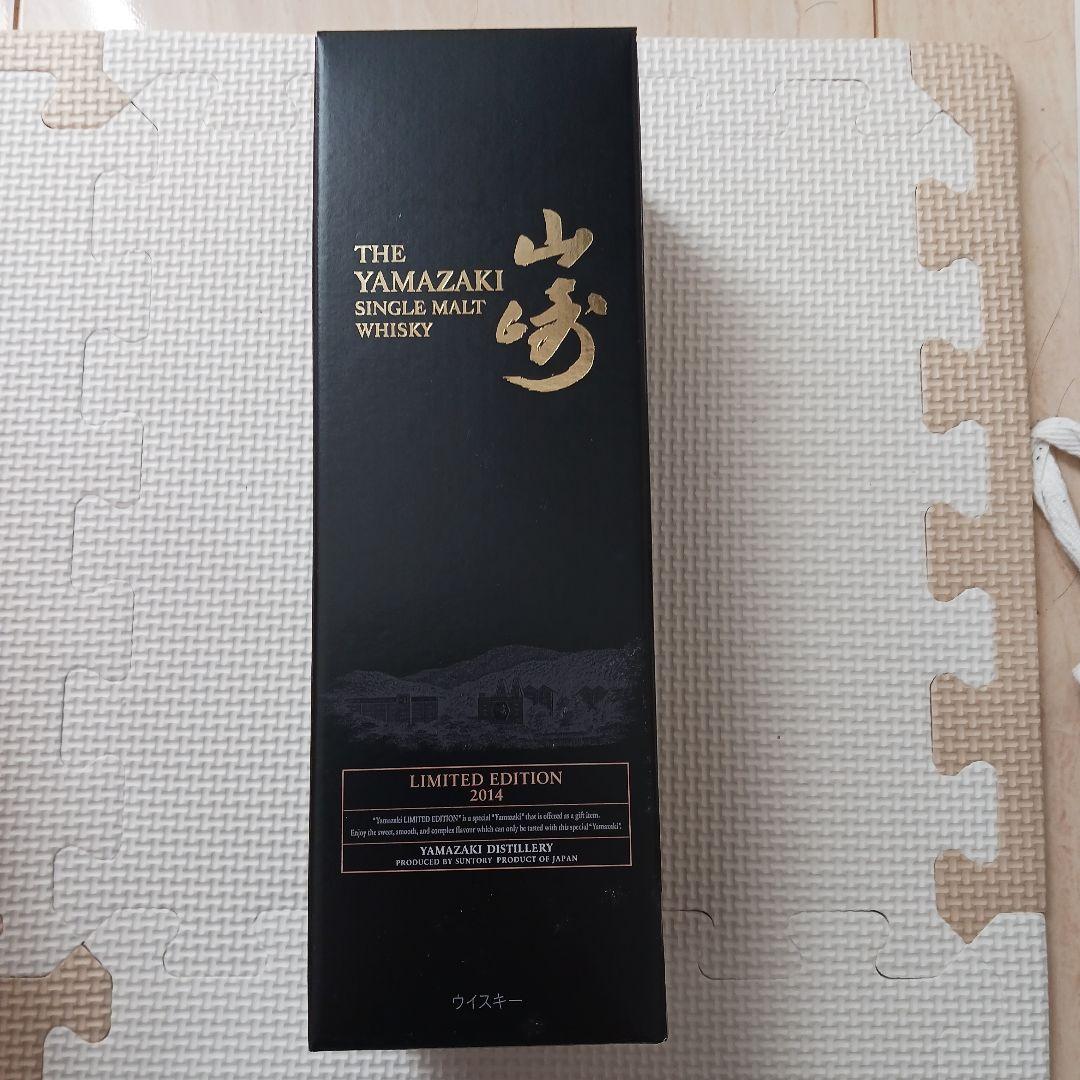 THE
YAMAZAKI
SINGLE MALT
WHISKY
山崎
LIMITED EDITION
2014
"Yamazaki LIMITED EDITION" is a special "Yamazaki" that is offered as a gift item.
Enjoy the sweet, smooth, and complex flavour which can only be tasted with this special "Yamazaki".
YAMAZAKI DISTILLERY
PRODUCED BY SUNTORY PRODUCT OF JAPAN
ウイスキー